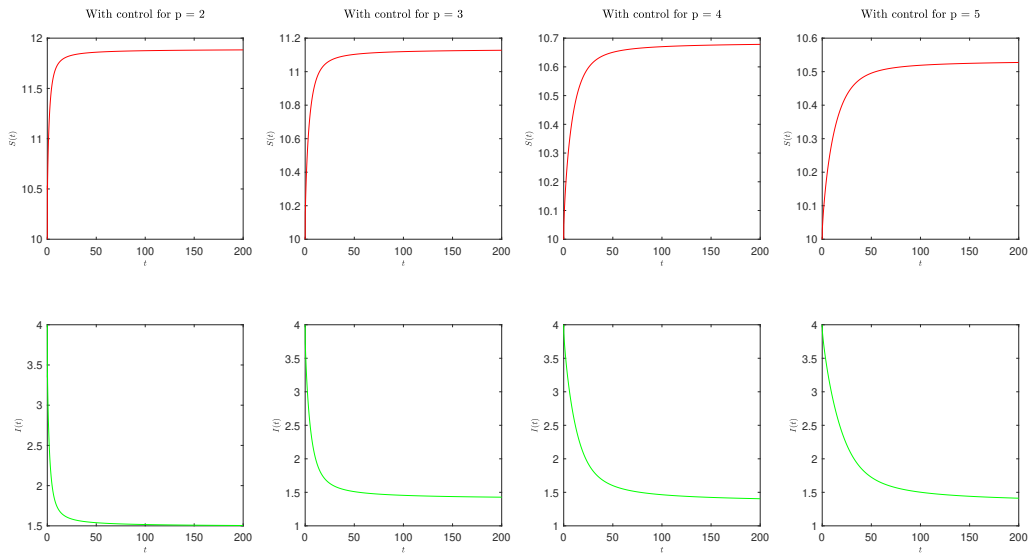 With control for p = 2
With control for p = 3
With control for p = 4
With control for p = 5
12
11.5
11
10.5
10
S(t)
0 50 100 150 200
t
11.2
11
10.8
10.6
10.4
10.2
10
S(t)
0 50 100 150 200
t
10.7
10.6
10.5
10.4
10.3
10.2
10.1
10
S(t)
0 50 100 150 200
t
10.6
10.5
10.4
10.3
10.2
10.1
10
S(t)
0 50 100 150 200
t
4
3.5
3
2.5
2
1.5
I(t)
0 50 100 150 200
t
4
3.5
3
2.5
2
1.5
1
I(t)
0 50 100 150 200
t
4
3.5
3
2.5
2
1.5
1
I(t)
0 50 100 150 200
t
4
3.5
3
2.5
2
1.5
1
I(t)
0 50 100 150 200
t